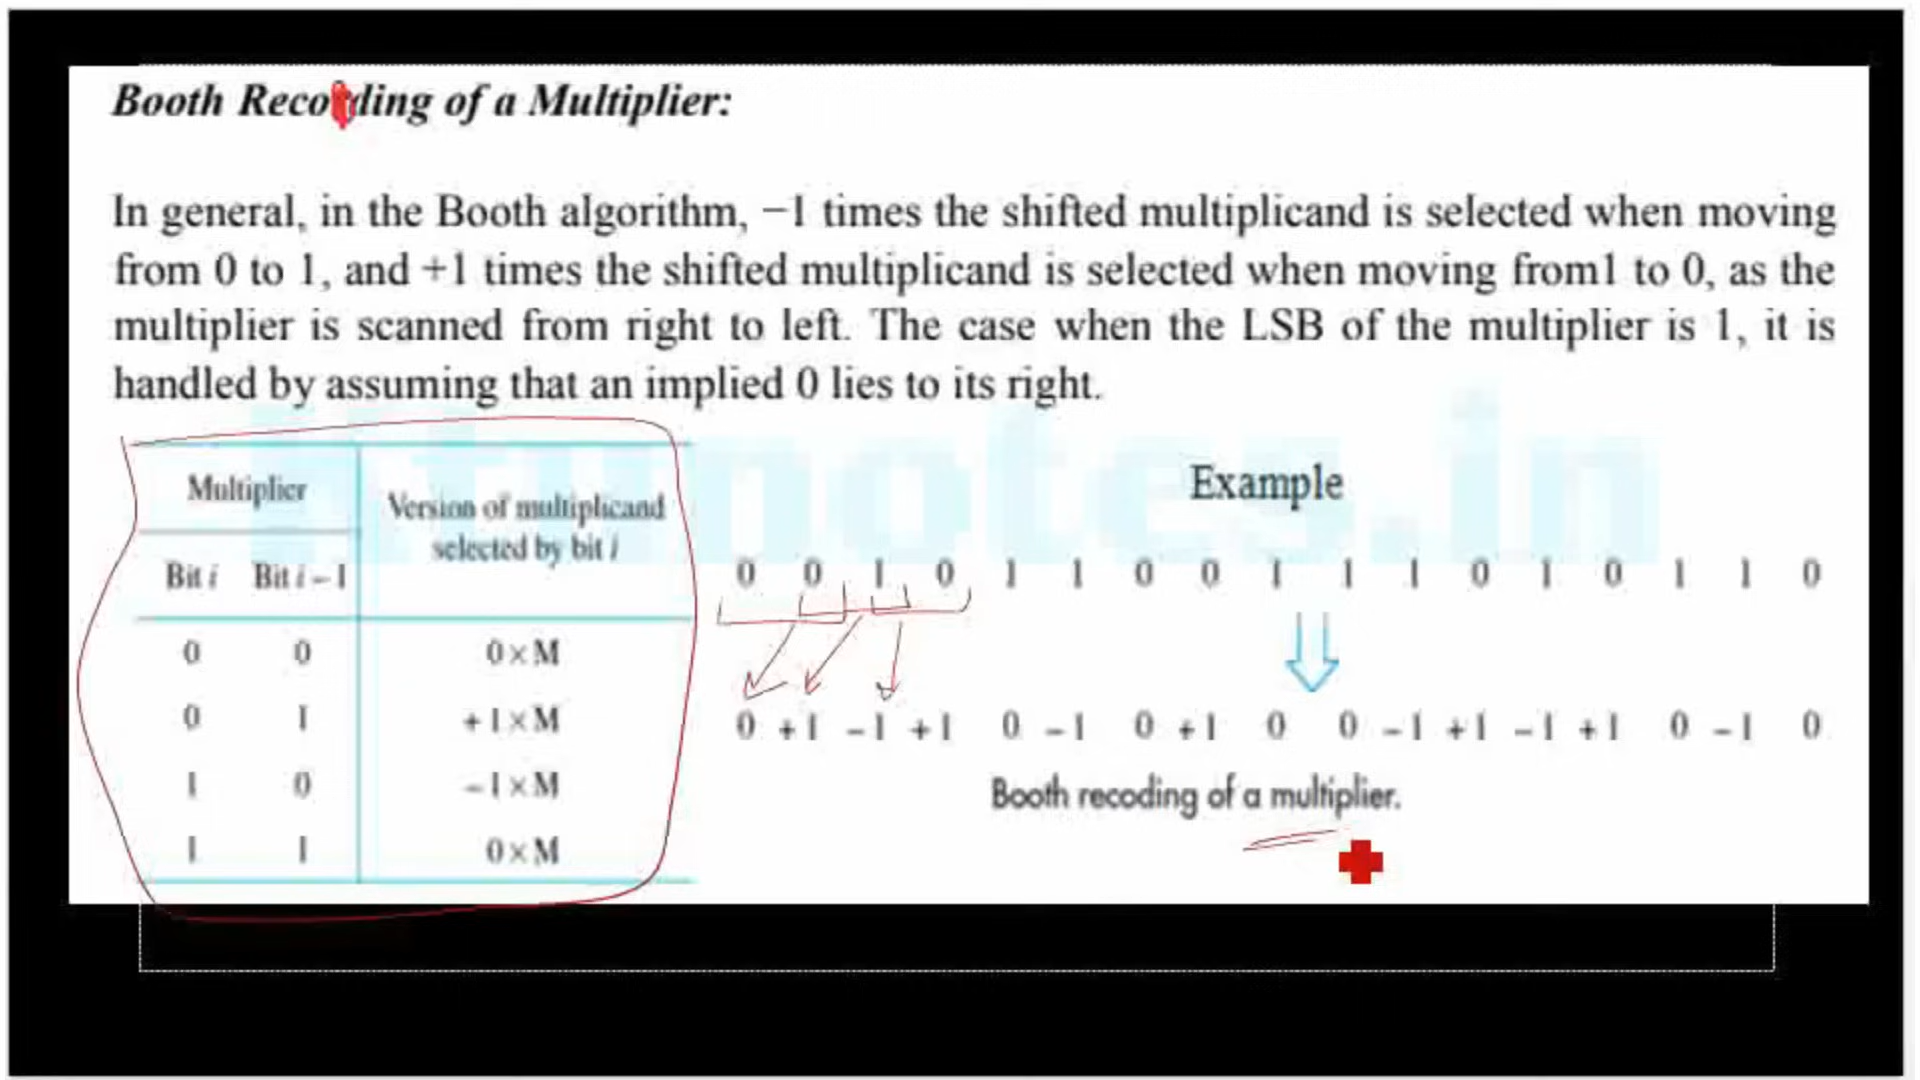 Booth Recording of a Multiplier:
In general, in the Booth algorithm, −1 times the shifted multiplicand is selected when moving
from 0 to 1, and +1 times the shifted multiplicand is selected when moving from1 to 0, as the
multiplier is scanned from right to left. The case when the LSB of the multiplier is 1, it is
handled by assuming that an implied 0 lies to its right.
ktunotes.in
Multiplier
Version of multiplicand
selected by bit i
Bit i Bit i − 1
0 0 0 × M
0 1 + 1 × M
1 0 − 1 × M
1 1 0 × M
Example
0 0 1 0 1 1 0 0 1 1 1 0 1 0 1 1 0
0 +1 −1 +1 0 −1 0 +1 0 0 −1 +1 −1 +1 0 −1 0
Booth recoding of a multiplier.